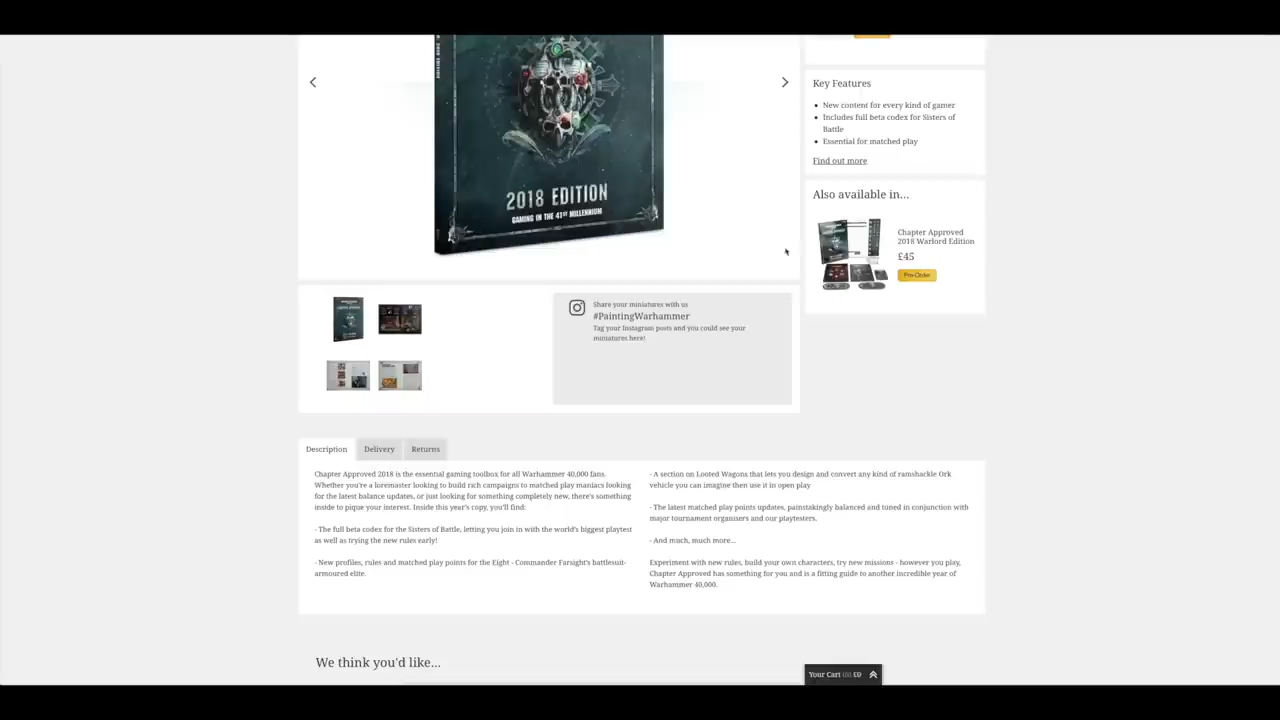 2018 EDITION
GAMING IN THE 41ST MILLENNIUM
Key Features
New content for every kind of gamer
Includes full beta codex for Sisters of
Battle
Essential for matched play
Find out more
Also available in...
Chapter Approved
2018 Warlord Edition
£45
Pre-Order
Share your miniatures with us
#PaintingWarhammer
Tag your Instagram posts and you could see your
miniatures here!
Description
Delivery
Returns
Chapter Approved 2018 is the essential gaming toolbox for all Warhammer 40,000 fans.
Whether you're a loremaster looking to build rich campaigns to matched play maniacs looking
for the latest balance updates, or just looking for something completely new, there's something
inside to pique your interest. Inside this year's copy, you'll find:
- The full beta codex for the Sisters of Battle, letting you join in with the world's biggest playtest
as well as trying the new rules early!
- New profiles, rules and matched play points for the Eight - Commander Farsight's battlesuit-
armoured elite.
- A section on Looted Wagons that lets you design and convert any kind of ramshackle Ork
vehicle you can imagine then use it in open play
- The latest matched play points updates, painstakingly balanced and tuned in conjunction with
major tournament organisers and our playtesters.
- And much, much more...
Experiment with new rules, build your own characters, try new missions - however you play,
Chapter Approved has something for you and is a fitting guide to another incredible year of
Warhammer 40,000.
We think you'd like...
Your Cart £0